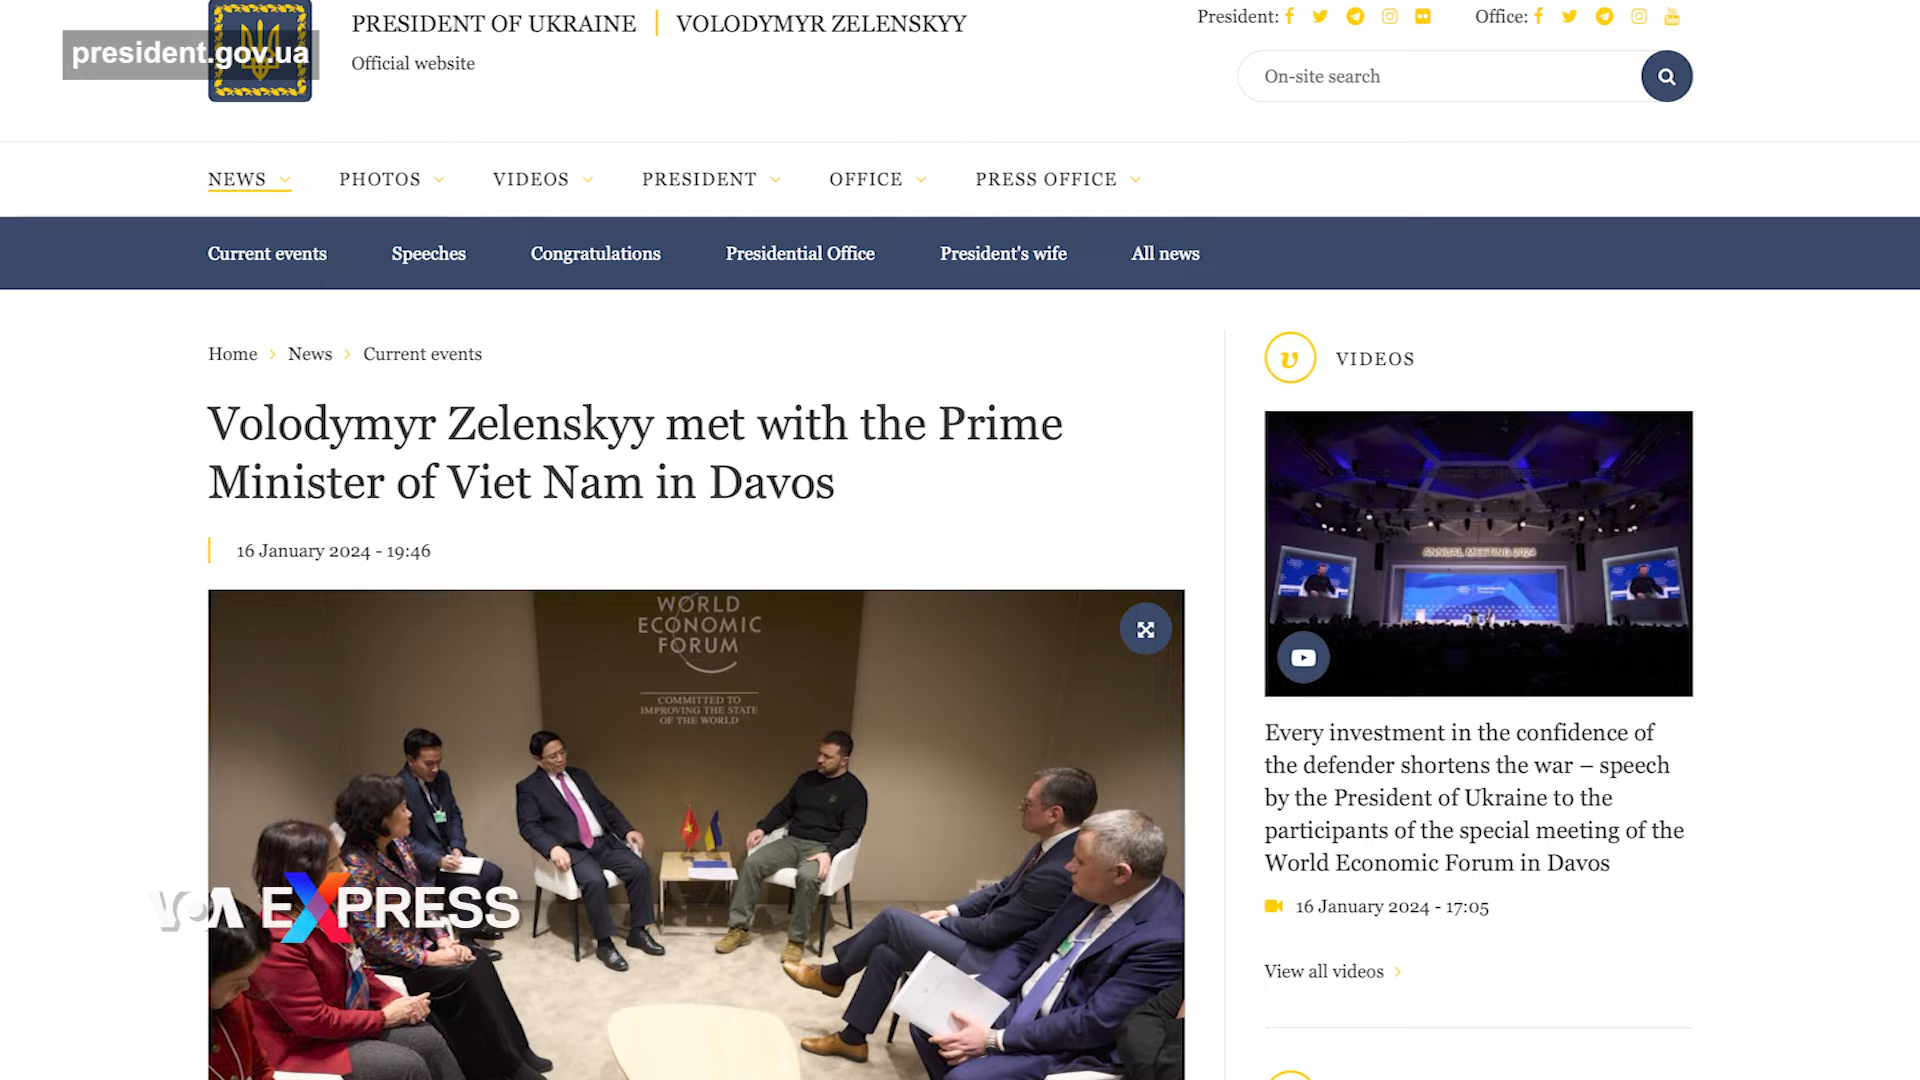 PRESIDENT OF UKRAINE
VOLODYMYR ZELENSKYY
Official website
president.gov.ua
President:
Office:
You
Tube
On-site search
NEWS
PHOTOS
VIDEOS
PRESIDENT
OFFICE
PRESS OFFICE
Current events
Speeches
Congratulations
Presidential Office
President's wife
All news
Home
News
Current events
Volodymyr Zelenskyy met with the Prime
Minister of Viet Nam in Davos
16 January 2024 - 19:46
WORLD
ECONOMIC
FORUM
COMMITTED TO
IMPROVING THE STATE
OF THE WORLD
VOA EXPRESS
VIDEOS
ANNUAL MEETING 2024
Every investment in the confidence of
the defender shortens the war – speech
by the President of Ukraine to the
participants of the special meeting of the
World Economic Forum in Davos
16 January 2024 - 17:05
View all videos